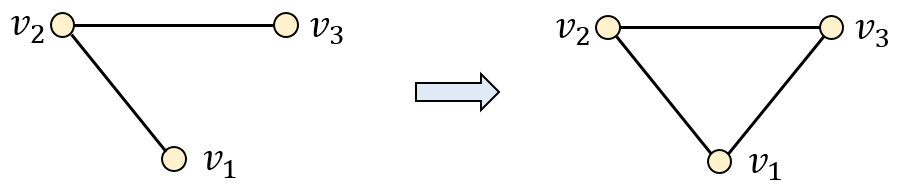 v₂ v₃ v₂ v₃
v₁ v₁